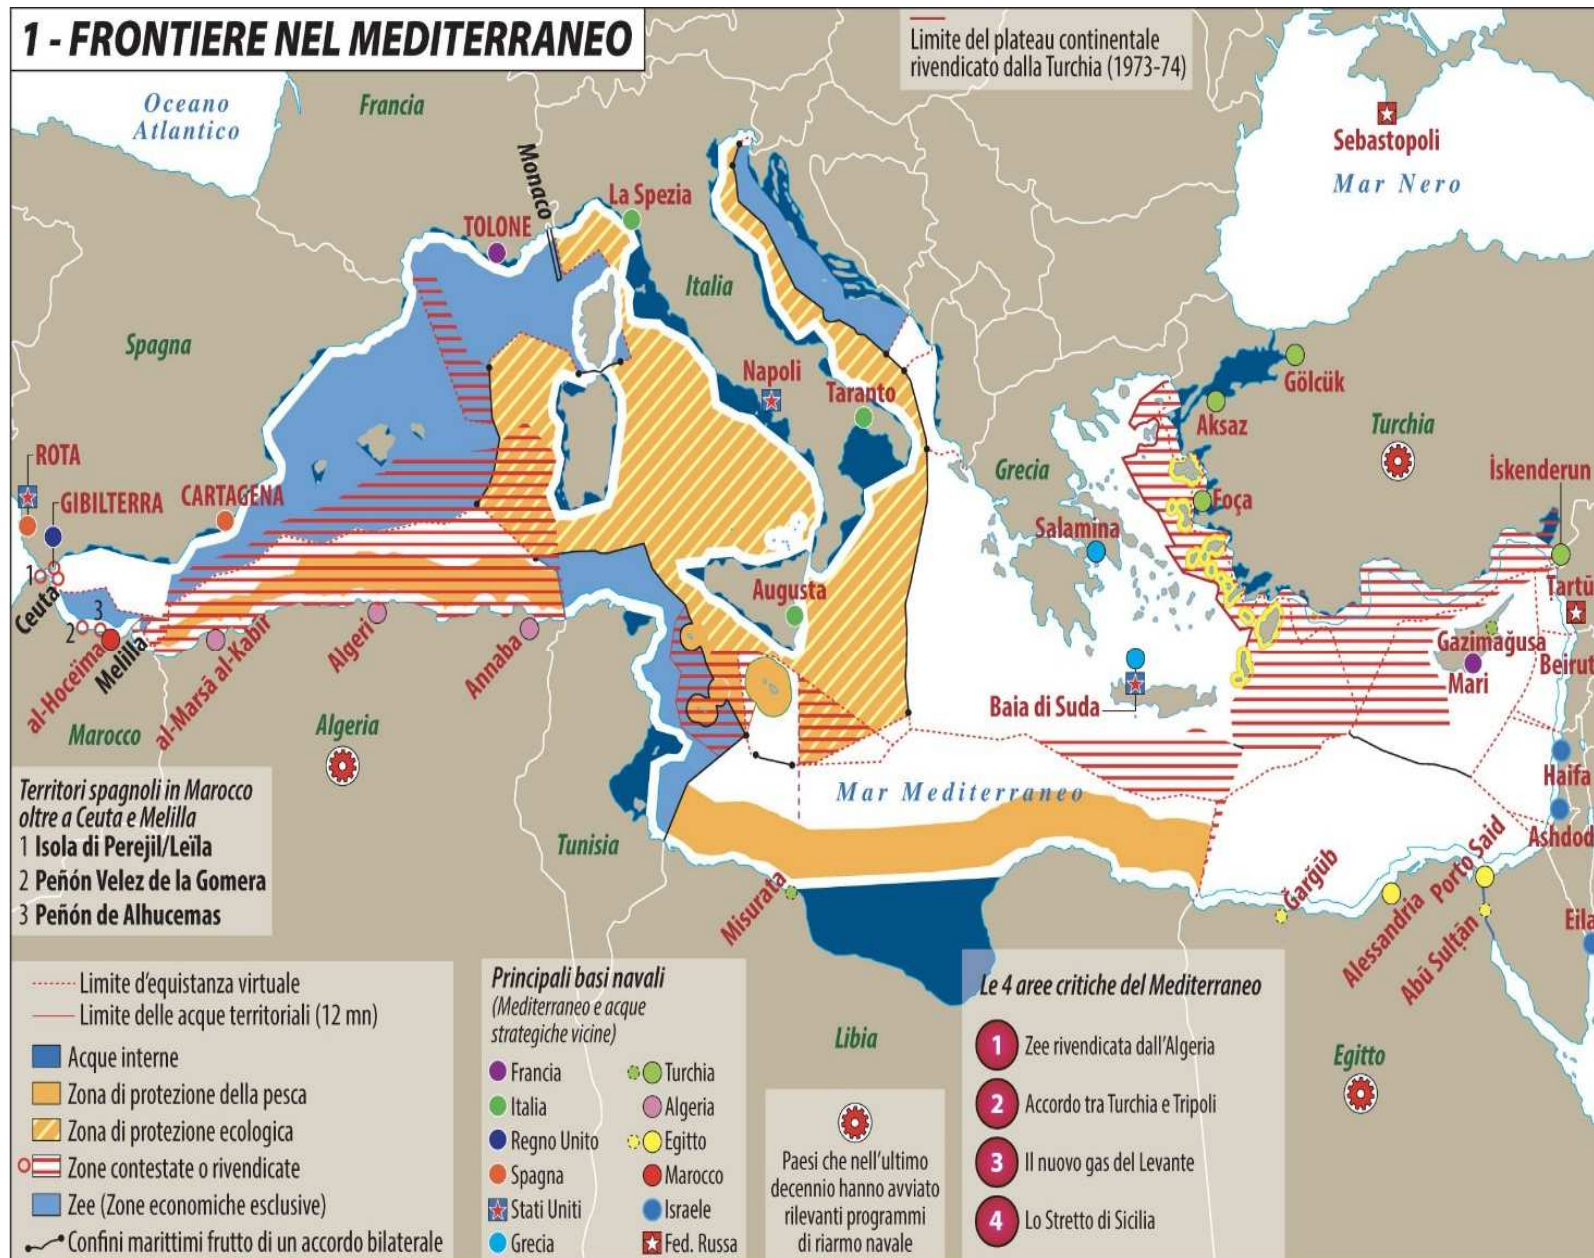 1 - FRONTIERE NEL MEDITERRANEO
Limite del plateau continentale
rivendicato dalla Turchia (1973-74)
Oceano
Atlantico
Francia
Monaco
La Spezia
TOLONE
Sebastopoli
Mar Nero
Italia
Spagna
Napoli
Taranto
Gölcük
Aksaz
Turchia
Grecia
Foça
İskenderun
ROTA
GIBILTERRA
CARTAGENA
Salamina
Augusta
Tartū
1
Ceuta
3
2
al-Hoceïma
Melilla
al-Marsā al-Kabīr
Algeri
Annaba
Gazimağusa
Mari
Beirut
Baia di Suda
Marocco
Algeria
Haifa
Mar Mediterraneo
Ashdod
Tunisia
Misurata
Ğarğūb
Alessandria
Porto Said
Abū Sulṭān
Eila
Territori spagnoli in Marocco
oltre a Ceuta e Melilla
1 Isola di Perejil/Leïla
2 Peñón Velez de la Gomera
3 Peñón de Alhucemas
Limite d'equistanza virtuale
Limite delle acque territoriali (12 mn)
Acque interne
Zona di protezione della pesca
Zona di protezione ecologica
Zone contestate o rivendicate
Zee (Zone economiche esclusive)
Confini marittimi frutto di un accordo bilaterale
Principali basi navali
(Mediterraneo e acque
strategiche vicine)
Francia
Italia
Regno Unito
Spagna
Stati Uniti
Grecia
Turchia
Algeria
Egitto
Marocco
Israele
Fed. Russa
Libia
Egitto
Paesi che nell'ultimo
decennio hanno avviato
rilevanti programmi
di riarmo navale
Le 4 aree critiche del Mediterraneo
1 Zee rivendicata dall'Algeria
2 Accordo tra Turchia e Tripoli
3 Il nuovo gas del Levante
4 Lo Stretto di Sicilia